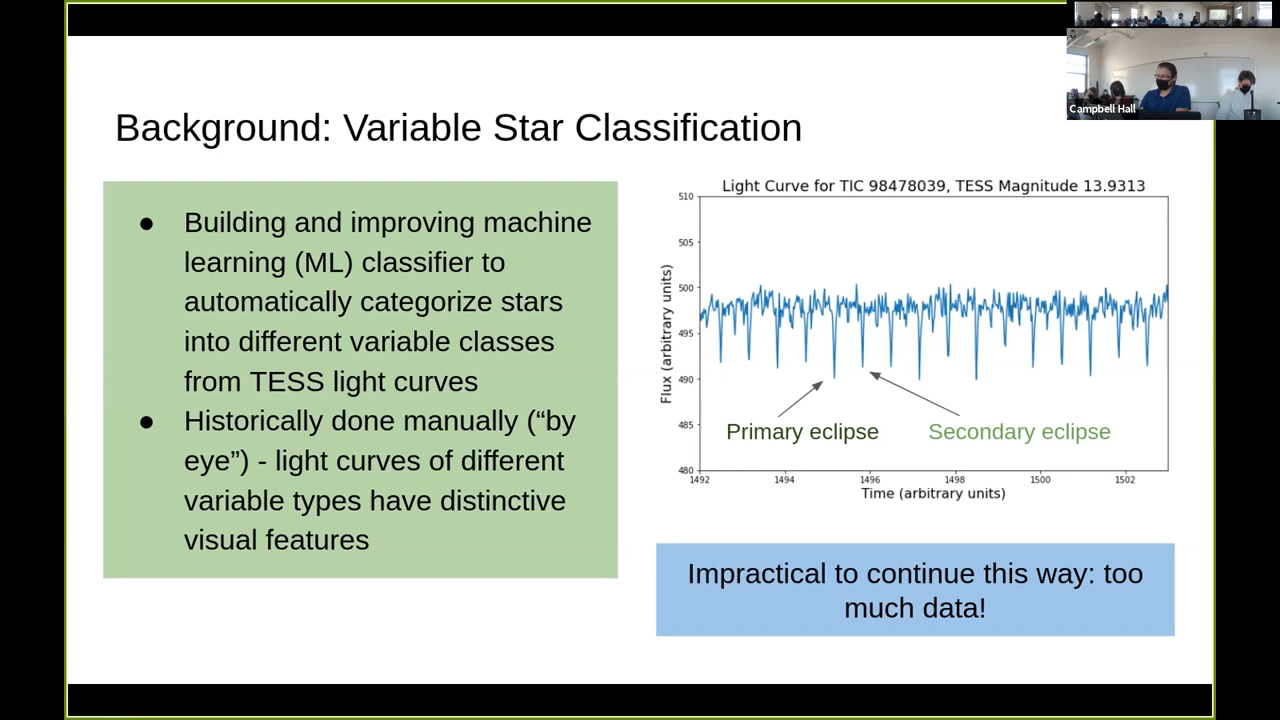 Campbell Hall
Background: Variable Star Classification
● Building and improving machine
learning (ML) classifier to
automatically categorize stars
into different variable classes
from TESS light curves
● Historically done manually (“by
eye”) - light curves of different
variable types have distinctive
visual features
Light Curve for TIC 98478039, TESS Magnitude 13.9313
Flux (arbitrary units)
510
505
500
495
490
485
480
Primary eclipse
Secondary eclipse
1492 1494 1496 1498 1500 1502
Time (arbitrary units)
Impractical to continue this way: too
much data!